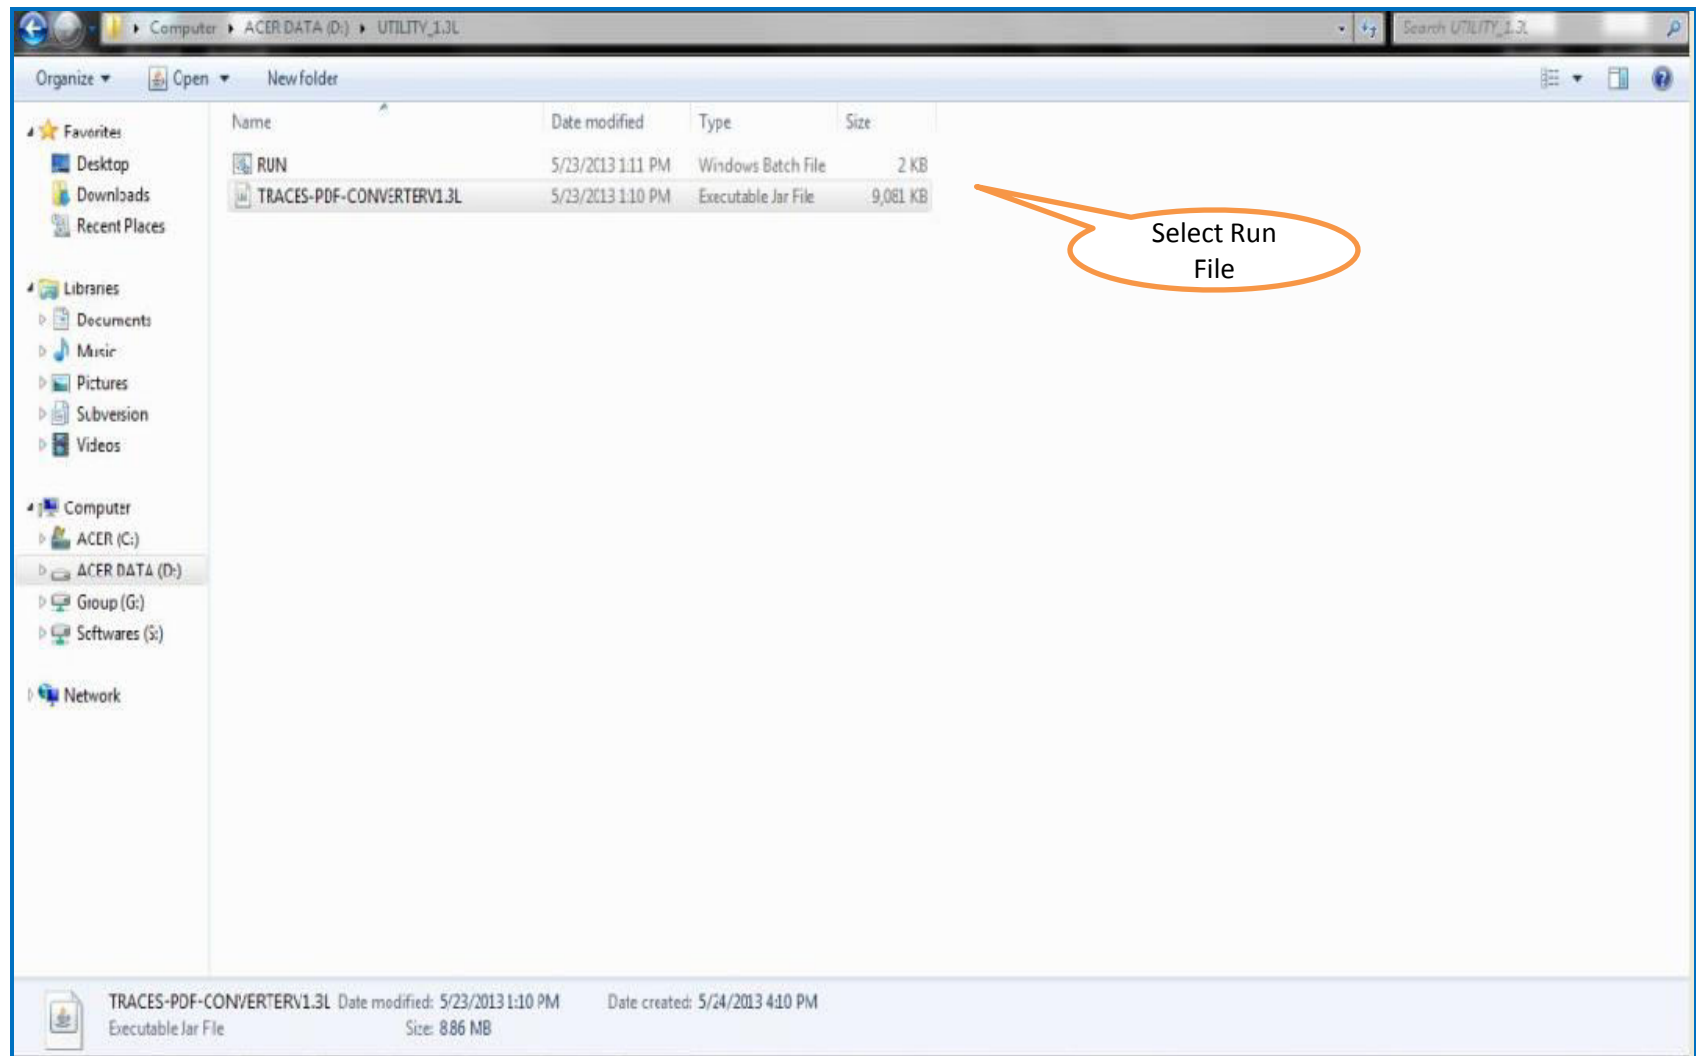 Computer ▸ ACER DATA (D:) ▸ UTILITY_1.3L
Search UTILITY_1.3L
Organize Open New folder
Name Date modified Type Size
RUN 5/23/2013 1:11 PM Windows Batch File 2 KB
TRACES-PDF-CONVERTERV1.3L 5/23/2013 1:10 PM Executable Jar File 9,081 KB
Select Run
File
Favorites
Desktop
Downloads
Recent Places
Libraries
Documents
Music
Pictures
Subversion
Videos
Computer
ACER (C:)
ACER DATA (D:)
Group (G:)
Softwares (S:)
Network
TRACES-PDF-CONVERTERV1.3L Date modified: 5/23/2013 1:10 PM Date created: 5/24/2013 4:10 PM
Executable Jar File Size: 8.86 MB